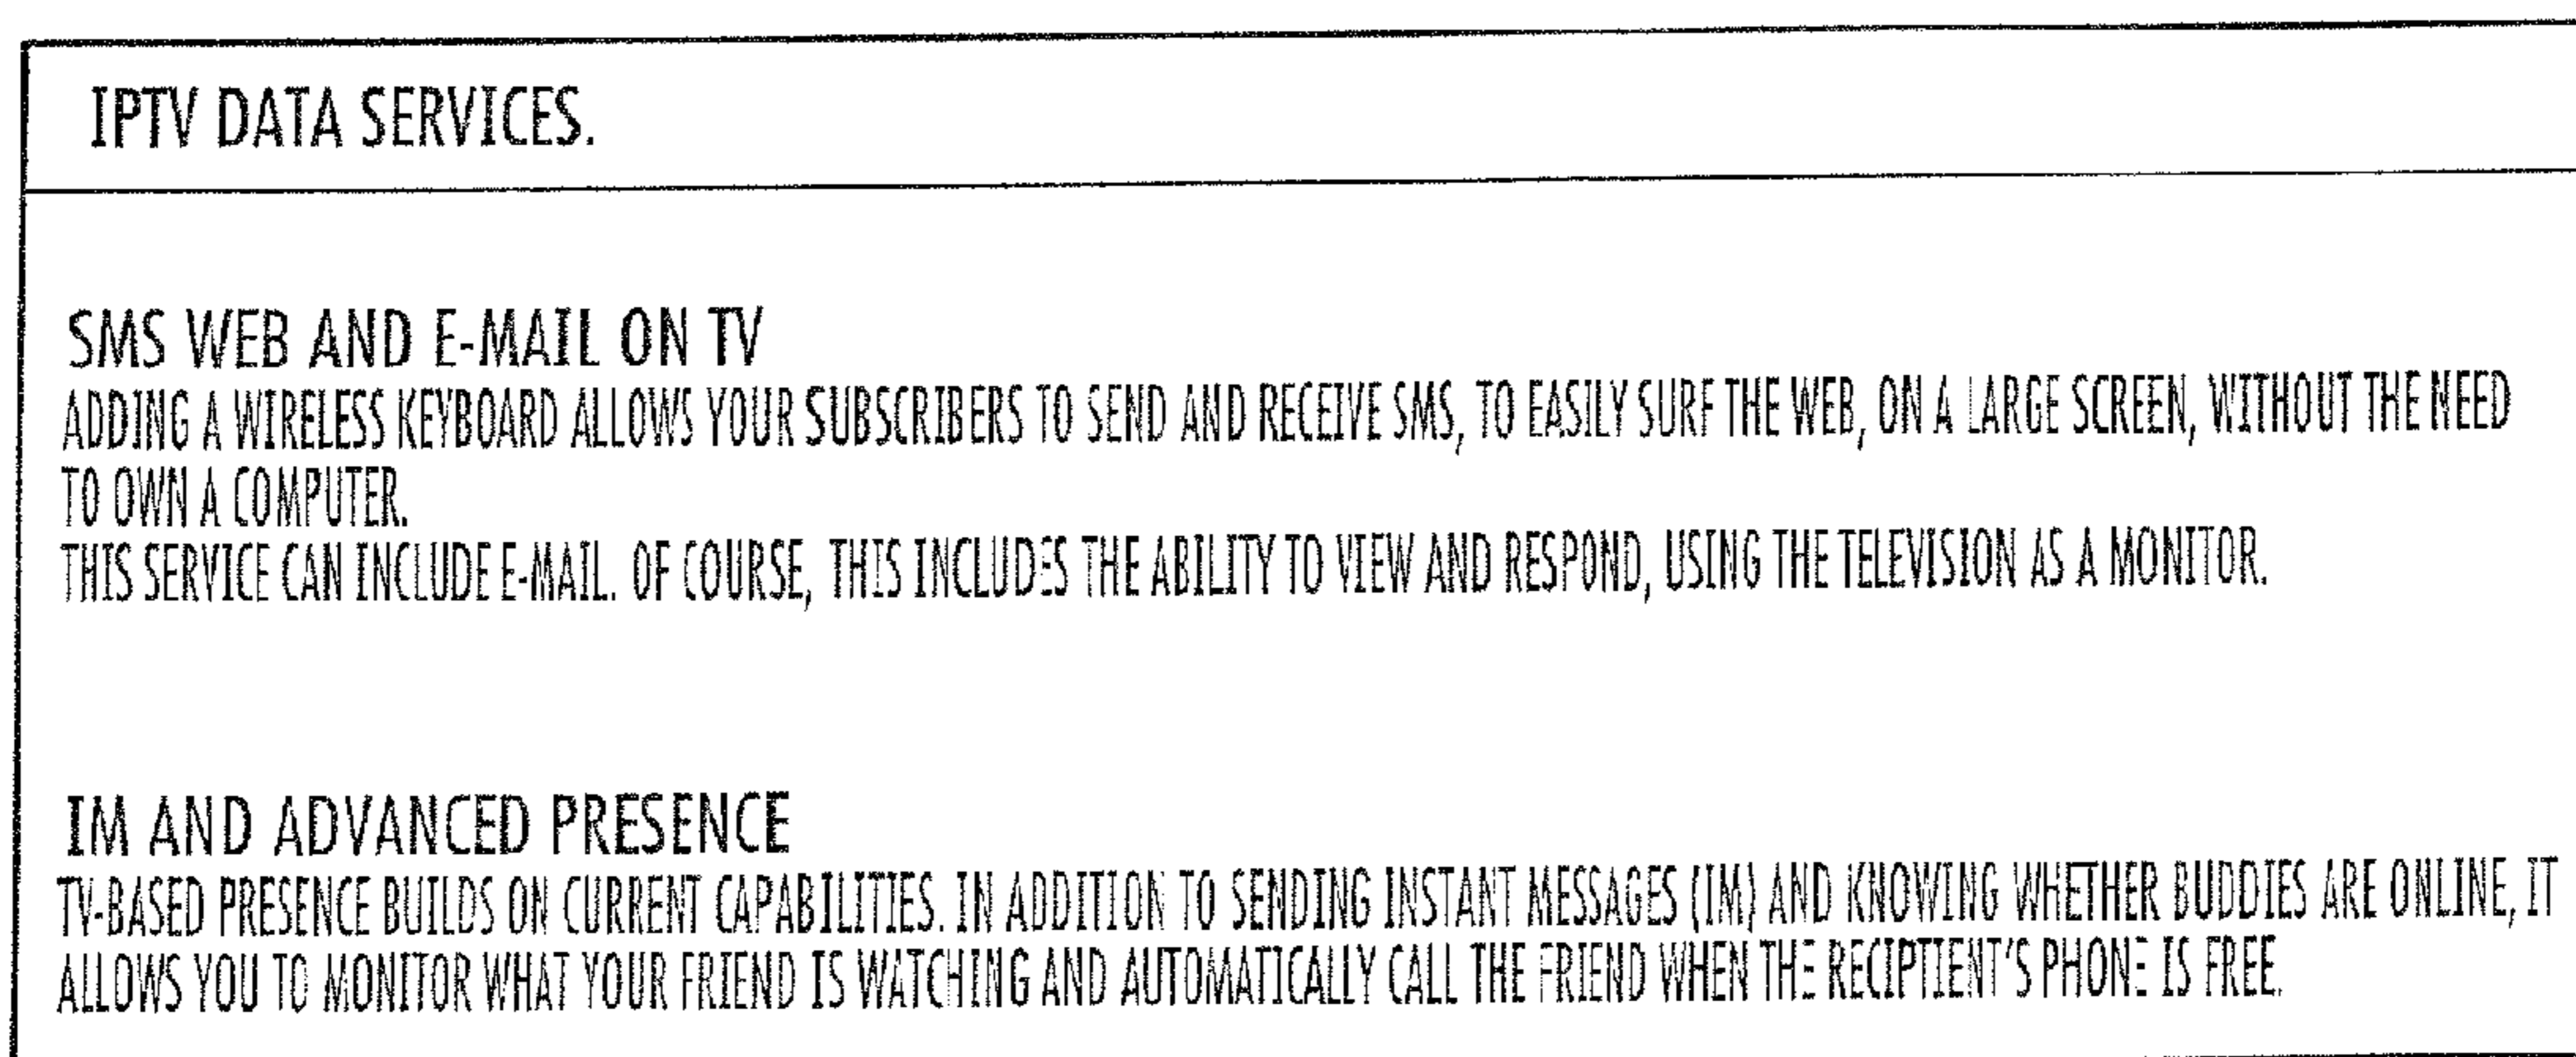 IPTV DATA SERVICES.
SMS WEB AND E-MAIL ON TV
ADDING A WIRELESS KEYBOARD ALLOWS YOUR SUBSCRIBERS TO SEND AND RECEIVE SMS, TO EASILY SURF THE WEB, ON A LARGE SCREEN, WITHOUT THE NEED
TO OWN A COMPUTER.
THIS SERVICE CAN INCLUDE E-MAIL. OF COURSE, THIS INCLUDES THE ABILITY TO VIEW AND RESPOND, USING THE TELEVISION AS A MONITOR.
IM AND ADVANCED PRESENCE
TV-BASED PRESENCE BUILDS ON CURRENT CAPABILITIES. IN ADDITION TO SENDING INSTANT MESSAGES (IM) AND KNOWING WHETHER BUDDIES ARE ONLINE, IT
ALLOWS YOU TO MONITOR WHAT YOUR FRIEND IS WATCHING AND AUTOMATICALLY CALL THE FRIEND WHEN THE RECIPTIENT'S PHONE IS FREE.